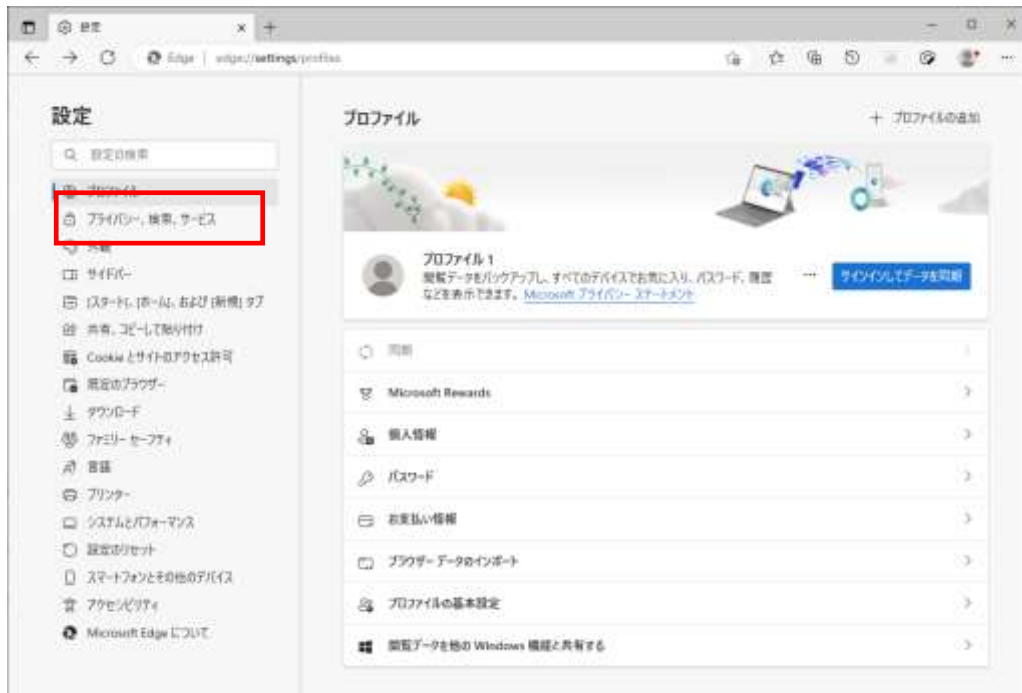 設定
Edge | edge://settings/profiles
設定
設定の検索
プロファイル
プライバシー、検索、サービス
外観
サイドバー
[スタート]、[ホーム]、および [新規] タブ
共有、コピーして貼り付け
Cookie とサイトのアクセス許可
既定のブラウザー
ダウンロード
ファミリー セーフティ
言語
プリンター
システムとパフォーマンス
設定のリセット
スマートフォンとその他のデバイス
アクセシビリティ
Microsoft Edge について
プロファイル
+ プロファイルの追加
プロファイル 1
閲覧データをバックアップし、すべてのデバイスでお気に入り、パスワード、履歴
などを表示できます。Microsoft プライバシー ステートメント
サインインしてデータを同期
同期
Microsoft Rewards
個人情報
パスワード
お支払い情報
ブラウザー データのインポート
プロファイルの基本設定
閲覧データを他の Windows 機能と共有する